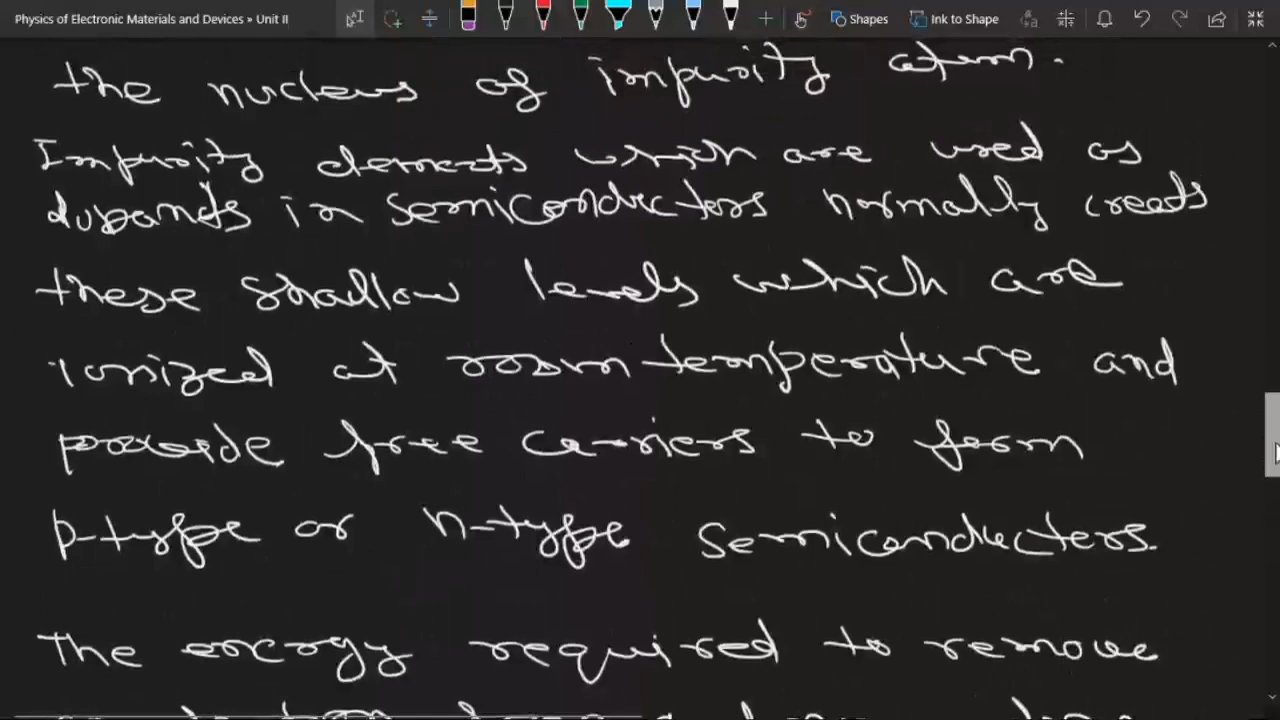 Physics of Electronic Materials and Devices » Unit II
Shapes
Ink to Shape
the nucleus of impurity atom.
Impurity elements which are used as
dopands in semiconductors normally creats
these shallow levels which are
ionized at room temperature and
provide free carriers to form
p-type or n-type semiconductors.
The energy required to remove